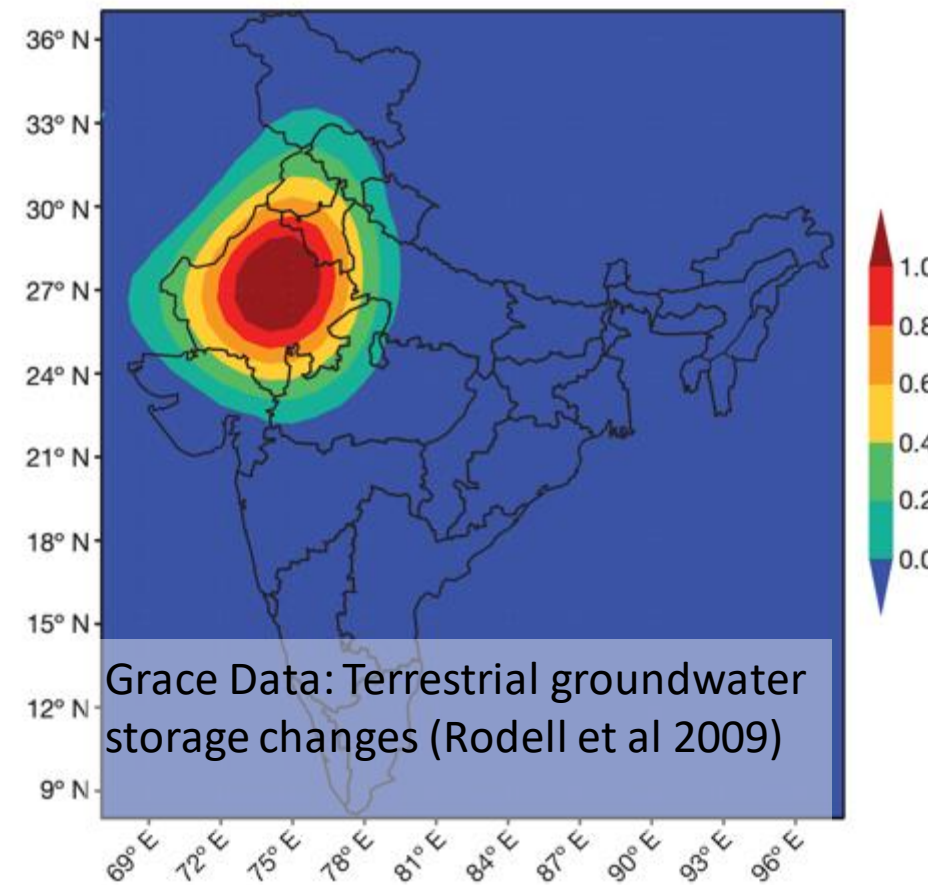 36° N
33° N
30° N
27° N
24° N
21° N
18° N
15° N
12° N
9° N
1.0
0.8
0.6
0.4
0.2
0.0
Grace Data: Terrestrial groundwater
storage changes (Rodell et al 2009)
69° E 72° E 75° E 78° E 81° E 84° E 87° E 90° E 93° E 96° E